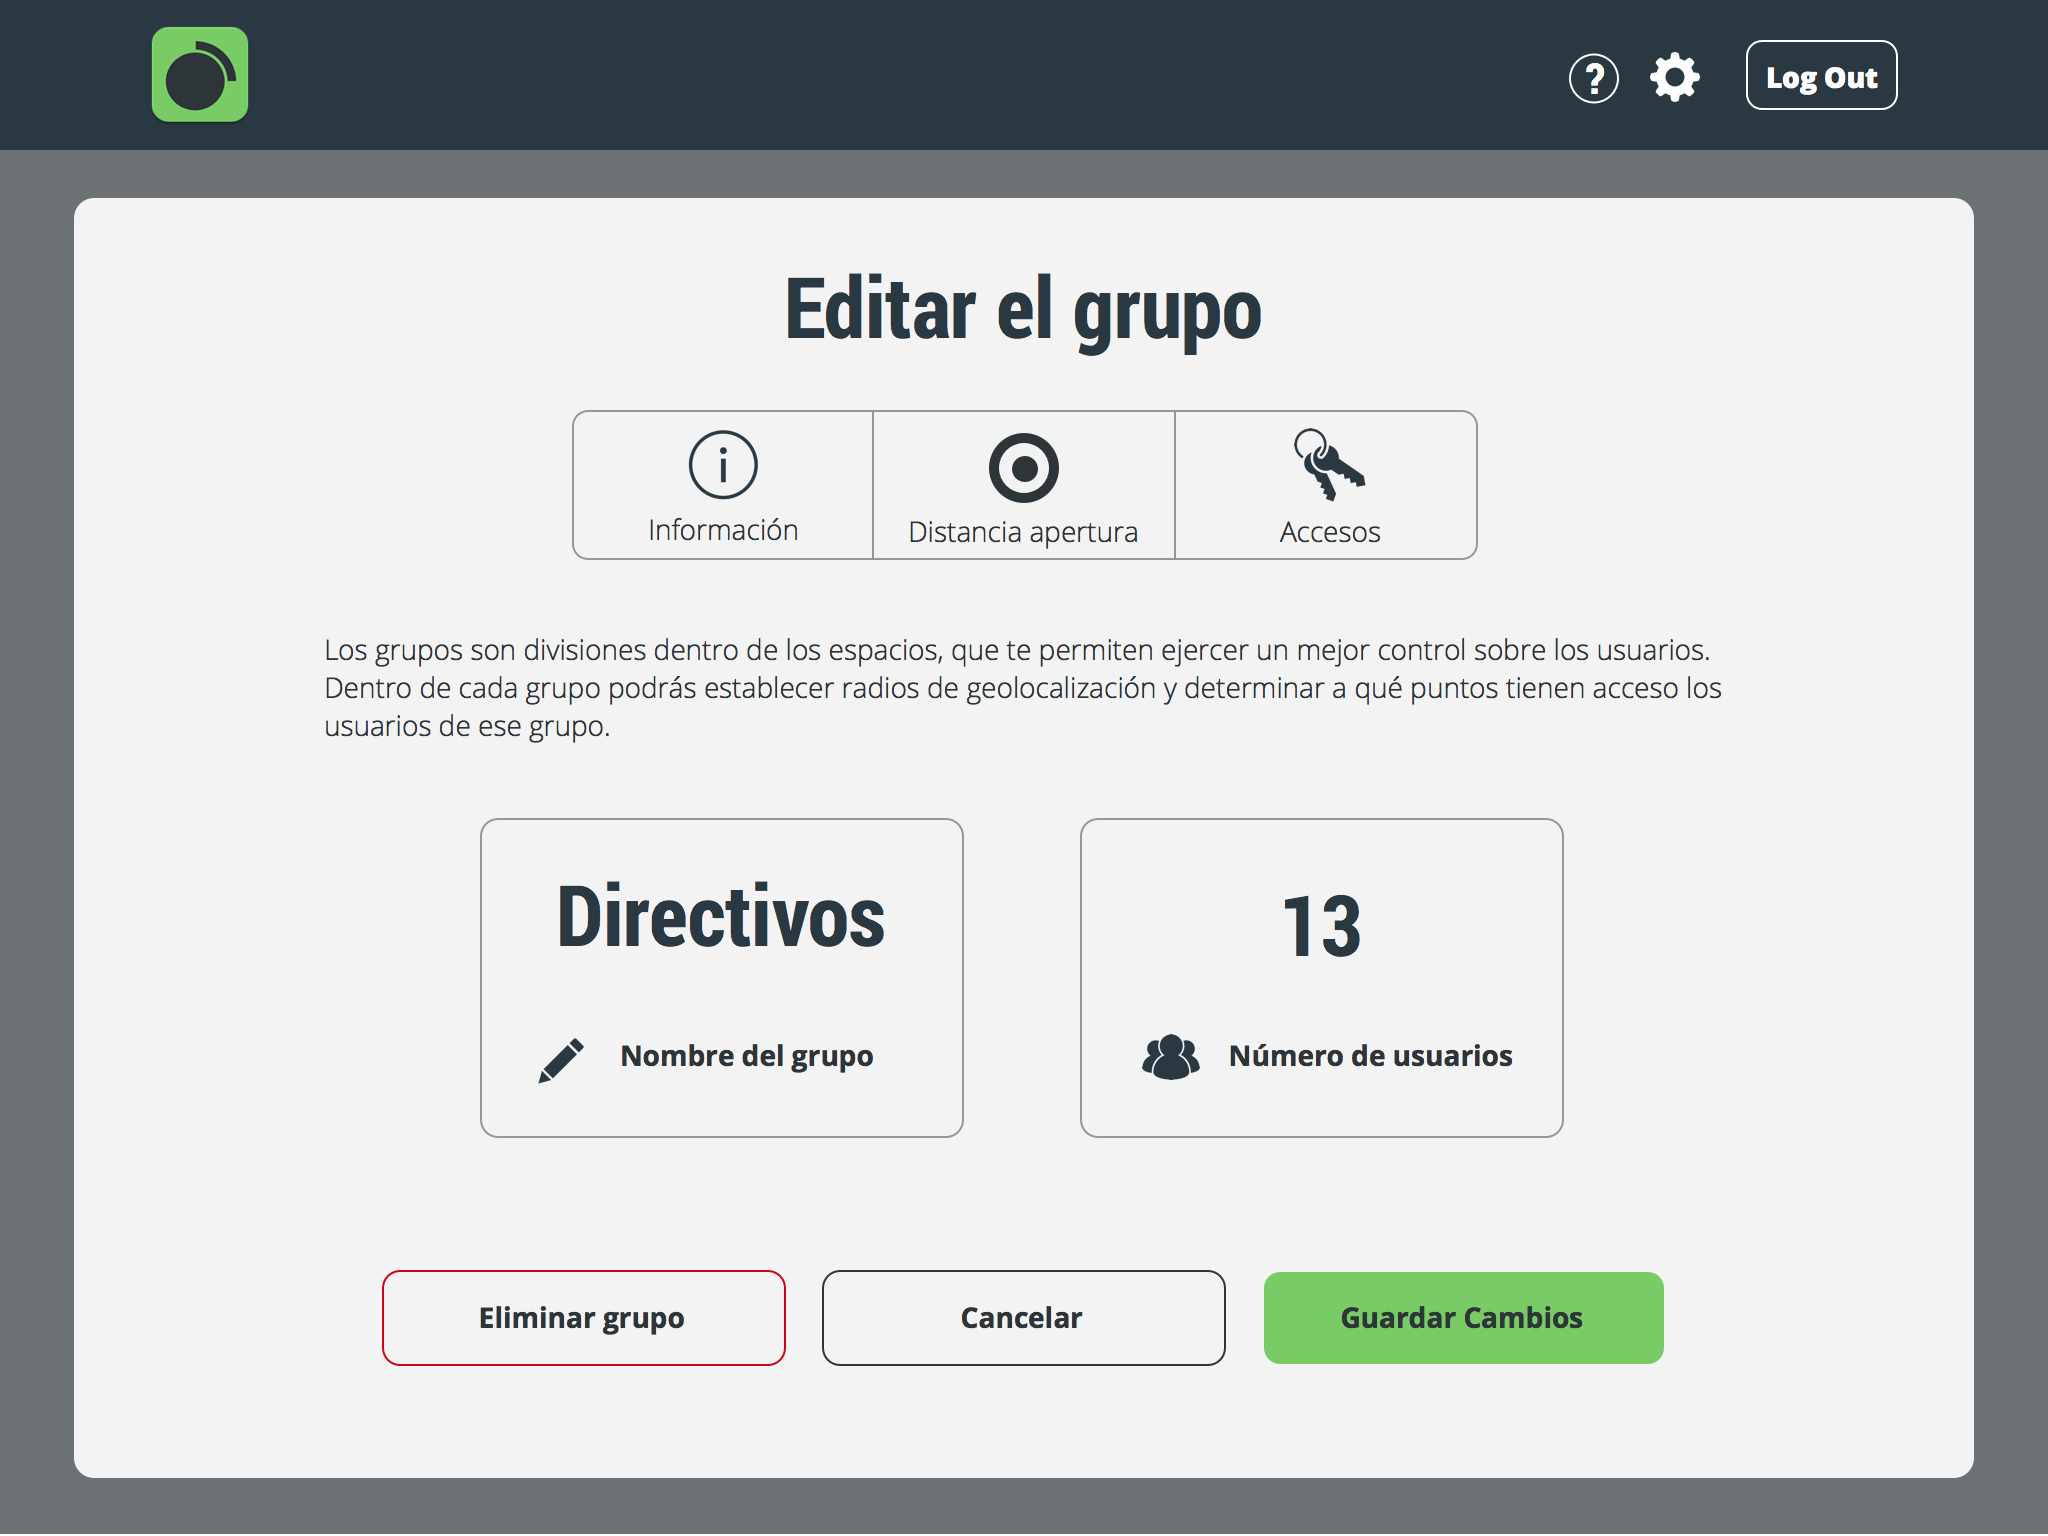 ?
Log Out
Editar el grupo
i
Información
Distancia apertura
Accesos
Los grupos son divisiones dentro de los espacios, que te permiten ejercer un mejor control sobre los usuarios.
Dentro de cada grupo podrás establecer radios de geolocalización y determinar a qué puntos tienen acceso los
usuarios de ese grupo.
Directivos
Nombre del grupo
13
Número de usuarios
Eliminar grupo
Cancelar
Guardar Cambios